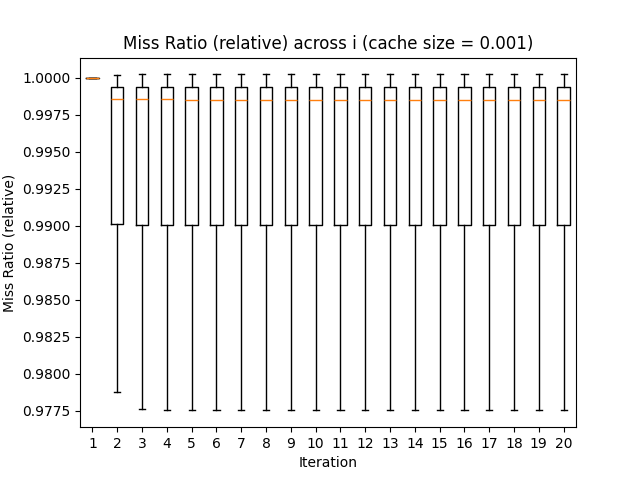 Miss Ratio (relative) across i (cache size = 0.001)
Miss Ratio (relative)
1.0000
0.9975
0.9950
0.9925
0.9900
0.9875
0.9850
0.9825
0.9800
0.9775
1 2 3 4 5 6 7 8 9 10 11 12 13 14 15 16 17 18 19 20
Iteration